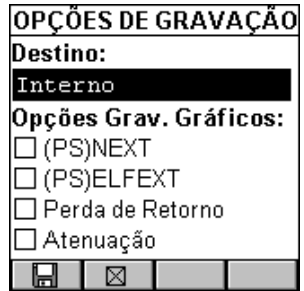 OPÇÕES DE GRAVAÇÃO
Destino:
Interno
Opções Grav. Gráficos:
(PS)NEXT
(PS)ELFEXT
Perda de Retorno
Atenuação